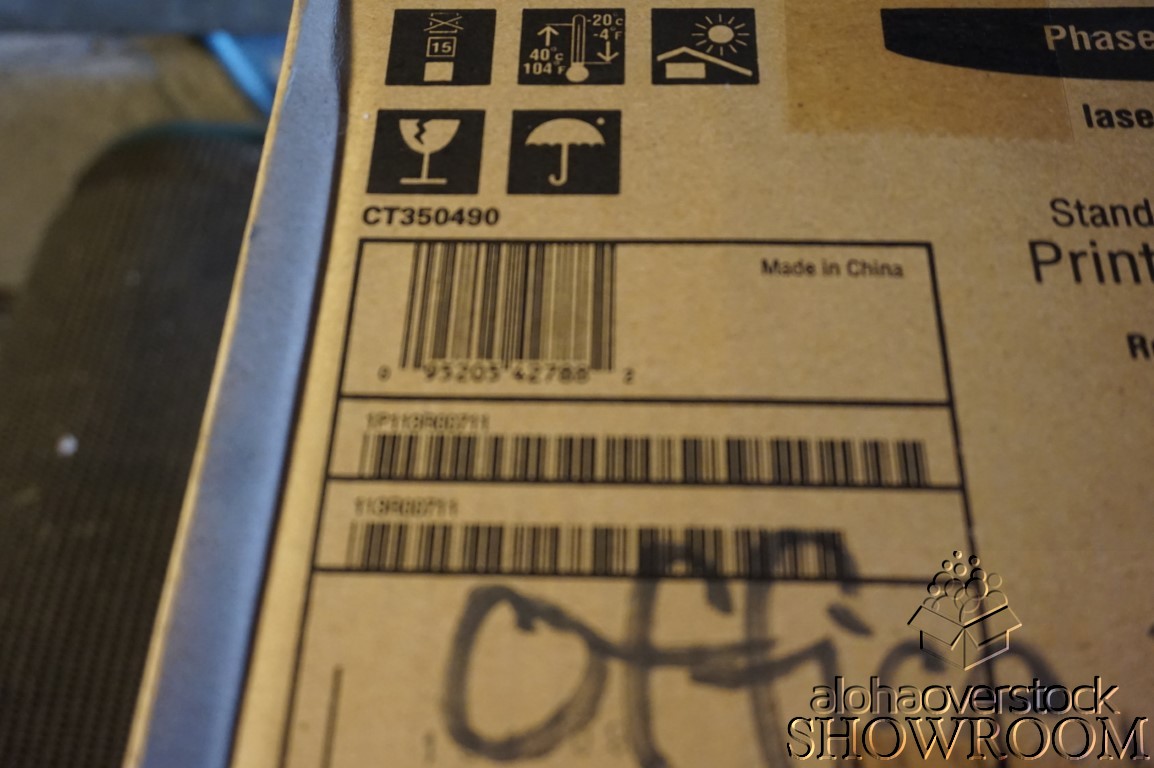 15
-20°C
-4°F
40°C
104°F
Phase
lase
CT350490
Stand
Print
Made in China
0 95205 42788 2
1P113R00711
113R00711
offic
alohaoverstock
SHOWROOM